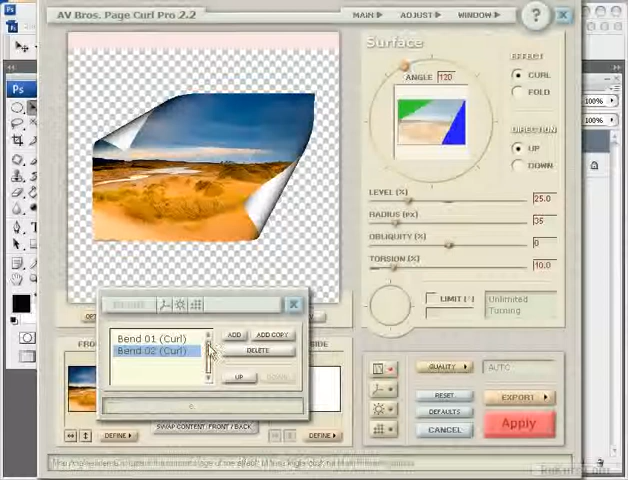 AV Bros. Page Curl Pro 2.2
MAIN
ADJUST
WINDOW
?
Ps
Surface
EFFECT
CURL
FOLD
ANGLE 120
DIRECTION
UP
DOWN
LEVEL (%)
25.0
RADIUS (px)
35
OBLIQUITY (%)
0
TORSION (%)
10.0
LIMIT
Unlimited
Turning
100%
100%
Bend 01 (Curl)
Bend 02 (Curl)
ADD
ADD COPY
DELETE
UP
DOWN
SWAP CONTENT: FRONT / BACK
DEFINE
DEFINE
QUALITY
AUTO
RESET
EXPORT
DEFAULTS
CANCEL
Apply